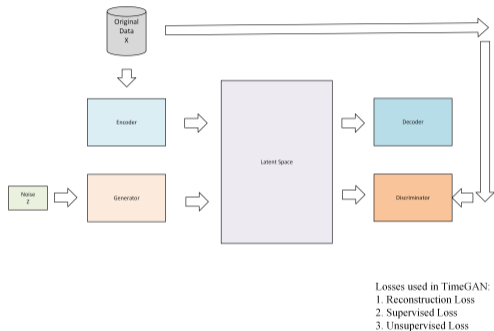 Original
Data
X
Encoder
Decoder
Latent Space
Noise
Z
Generator
Discriminator
Losses used in TimeGAN:
1. Reconstruction Loss
2. Supervised Loss
3. Unsupervised Loss